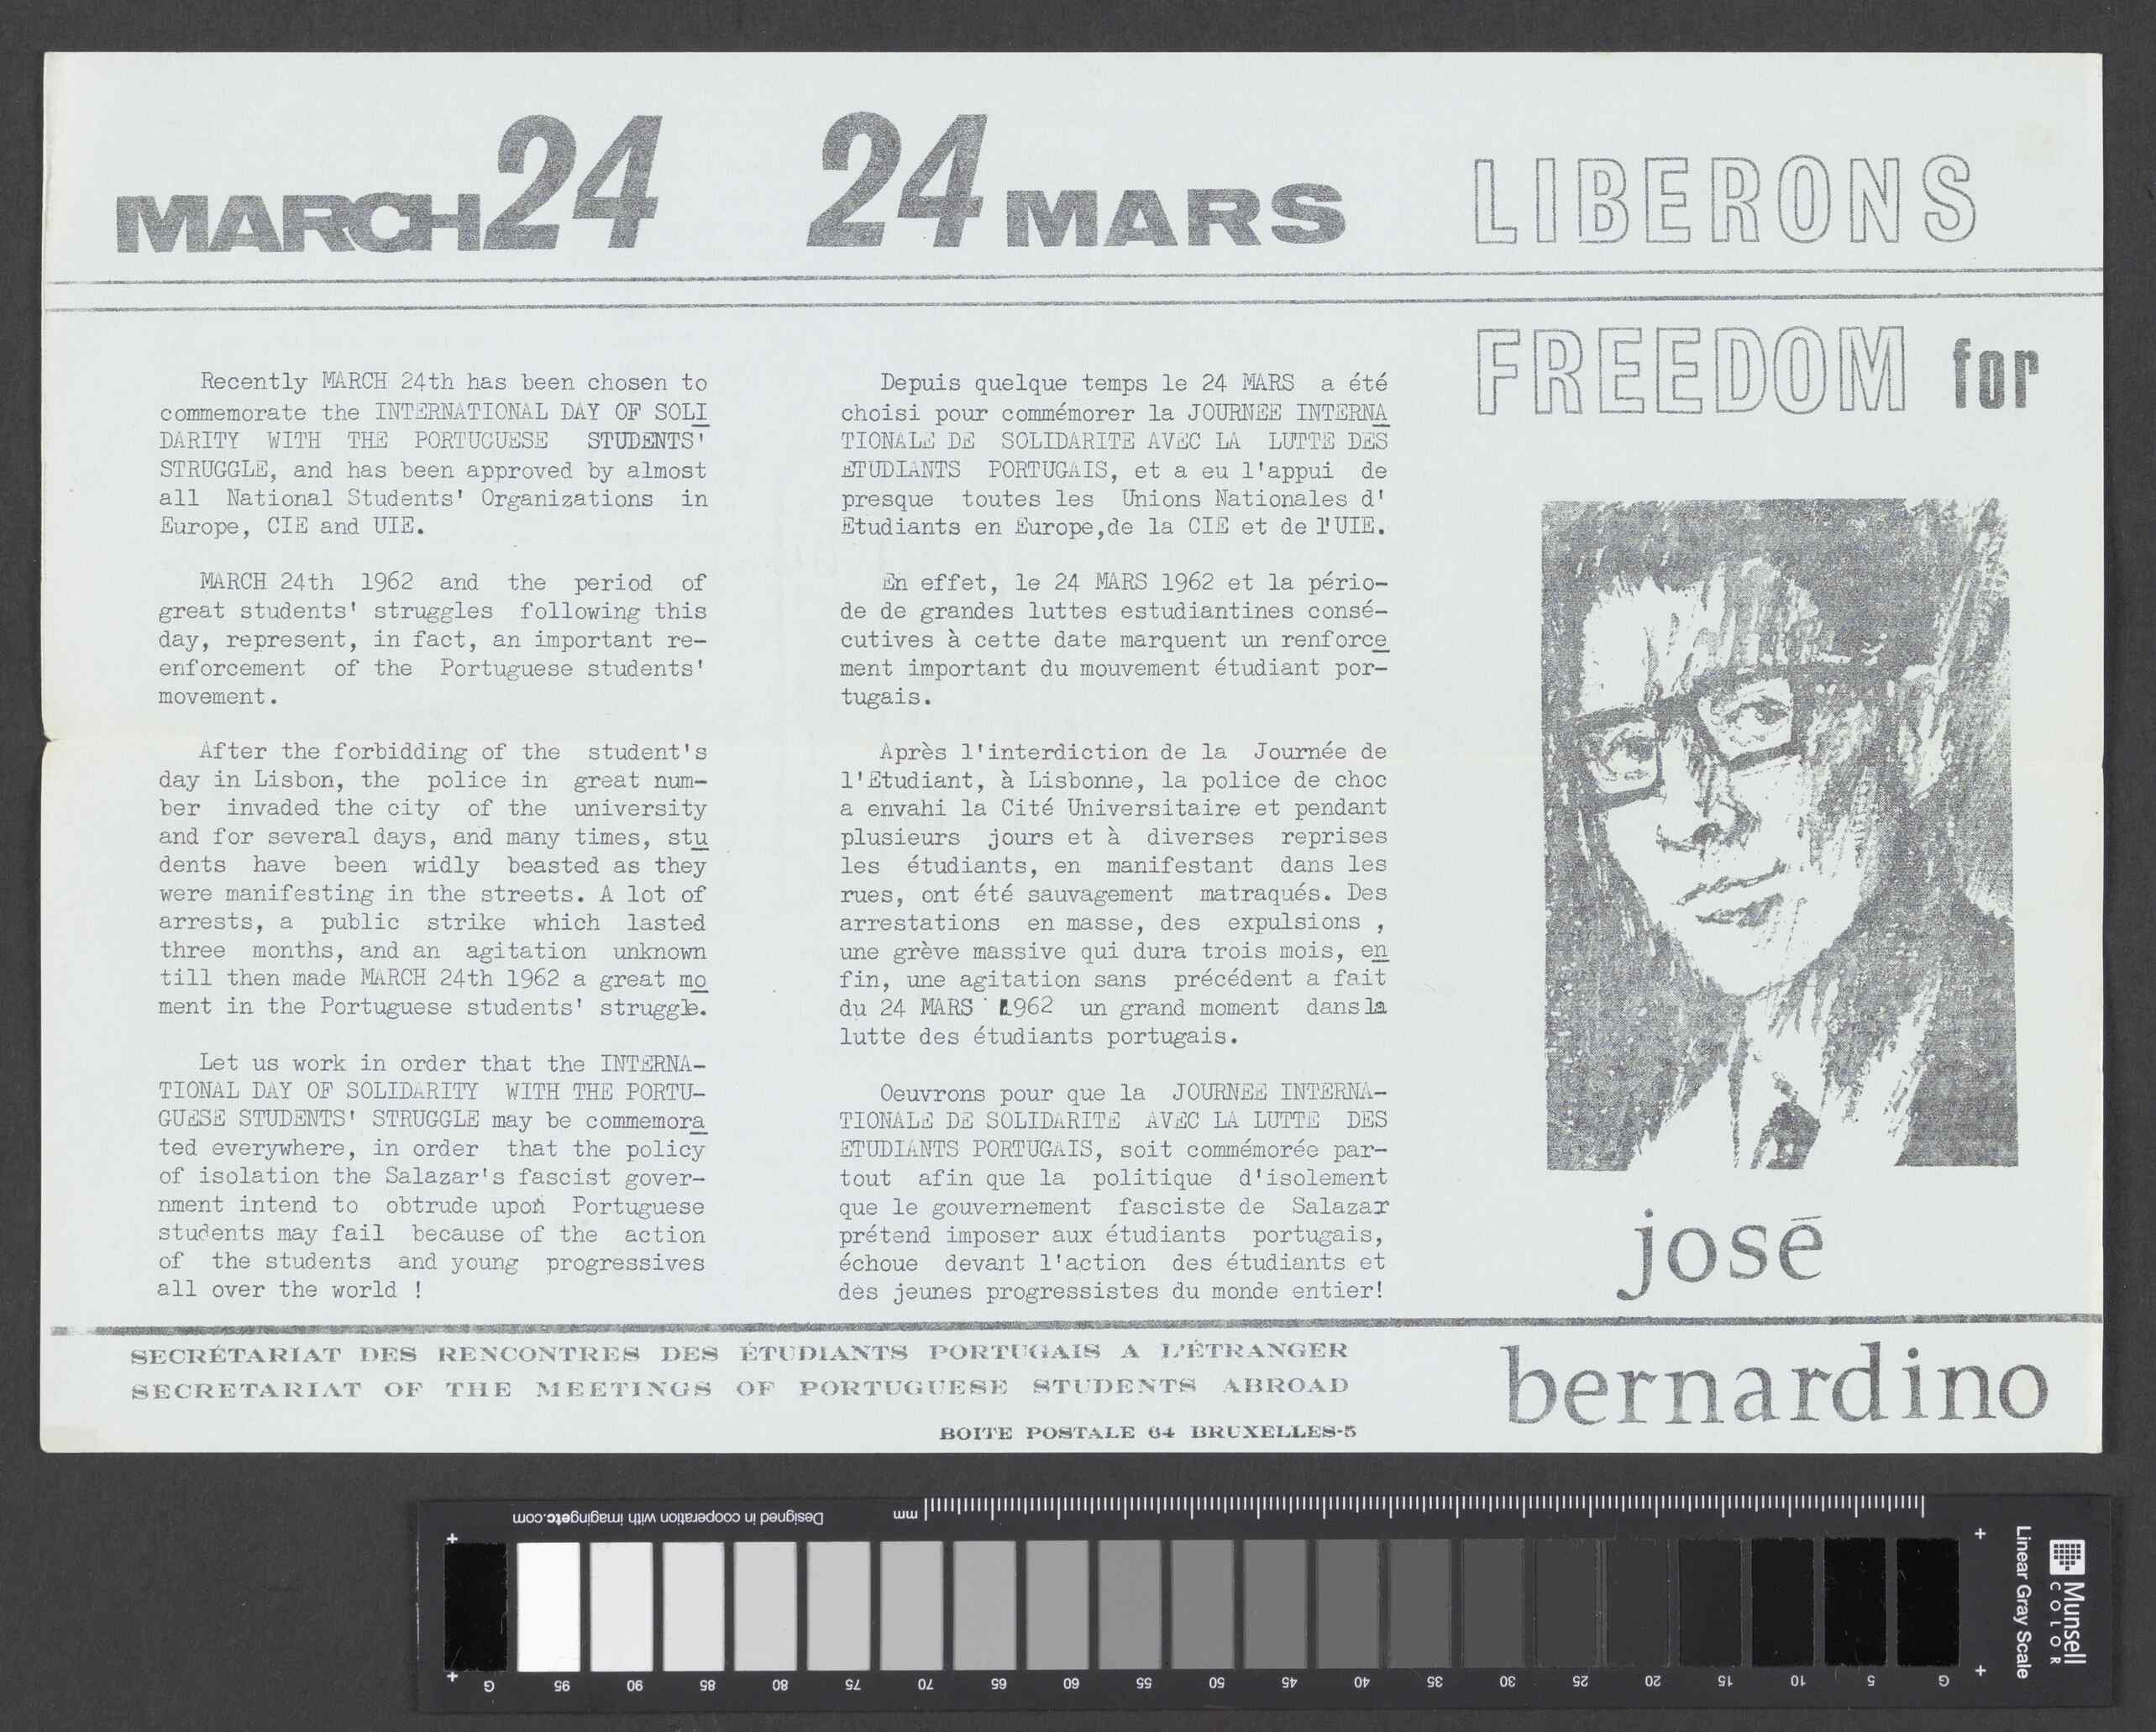 MARCH 24
Recently MARCH 24th has been chosen to
commemorate the INTERNATIONAL DAY OF SOLI
DARITY WITH THE PORTUGUESE STUDENTS'
STRUGGLE, and has been approved by almost
all National Students' Organizations in
Europe, CIE and UIE.
MARCH 24th 1962 and the period of
great students' struggles following this
day, represent, in fact, an important re-
enforcement of the Portuguese students'
movement.
After the forbidding of the student's
day in Lisbon, the police in great num-
ber invaded the city of the university
and for several days, and many times, stu
dents have been widly beasted as they
were manifesting in the streets. A lot of
arrests, a public strike which lasted
three months, and an agitation unknown
till then made MARCH 24th 1962 a great mo
ment in the Portuguese students' struggle.
Let us work in order that the INTERNA-
TIONAL DAY OF SOLIDARITY WITH THE PORTU-
GUESE STUDENTS' STRUGGLE may be commemora
ted everywhere, in order that the policy
of isolation the Salazar's fascist gover-
nment intend to obtrude upon Portuguese
students may fail because of the action
of the students and young progressives
all over the world !
24 MARS
Depuis quelque temps le 24 MARS a été
choisi pour commémorer la JOURNEE INTERNA
TIONALE DE SOLIDARITE AVEC LA LUTTE DES
ETUDIANTS PORTUGAIS, et a eu l'appui de
presque toutes les Unions Nationales d'
Etudiants en Europe,de la CIE et de l'UIE.
En effet, le 24 MARS 1962 et la pério-
de de grandes luttes estudiantines consé-
cutives à cette date marquent un renforce
ment important du mouvement étudiant por-
tugais.
Après l'interdiction de la Journée de
l'Etudiant, à Lisbonne, la police de choc
a envahi la Cité Universitaire et pendant
plusieurs jours et à diverses reprises
les étudiants, en manifestant dans les
rues, ont été sauvagement matraqués. Des
arrestations en masse, des expulsions ,
une grève massive qui dura trois mois, en
fin, une agitation sans précédent a fait
du 24 MARS 1962 un grand moment dans la
lutte des étudiants portugais.
Oeuvrons pour que la JOURNEE INTERNA-
TIONALE DE SOLIDARITE AVEC LA LUTTE DES
ETUDIANTS PORTUGAIS, soit commémorée par-
tout afin que la politique d'isolement
que le gouvernement fasciste de Salazar
prétend imposer aux étudiants portugais,
échoue devant l'action des étudiants et
des jeunes progressistes du monde entier!
SECRÉTARIAT DES RENCONTRES DES ÉTUDIANTS PORTUGAIS A L'ÉTRANGER
SECRETARIAT OF THE MEETINGS OF PORTUGUESE STUDENTS ABROAD
BOITE POSTALE 64 BRUXELLES-5
LIBERONS
FREEDOM for
josé
bernardino
Designed in cooperation with imagingetc.com
mm
G 95 90 85 80 75 70 65 60 55 50 45 40 35 30 25 20 15 10 5 G
Munsell
COLOR
Linear Gray Scale